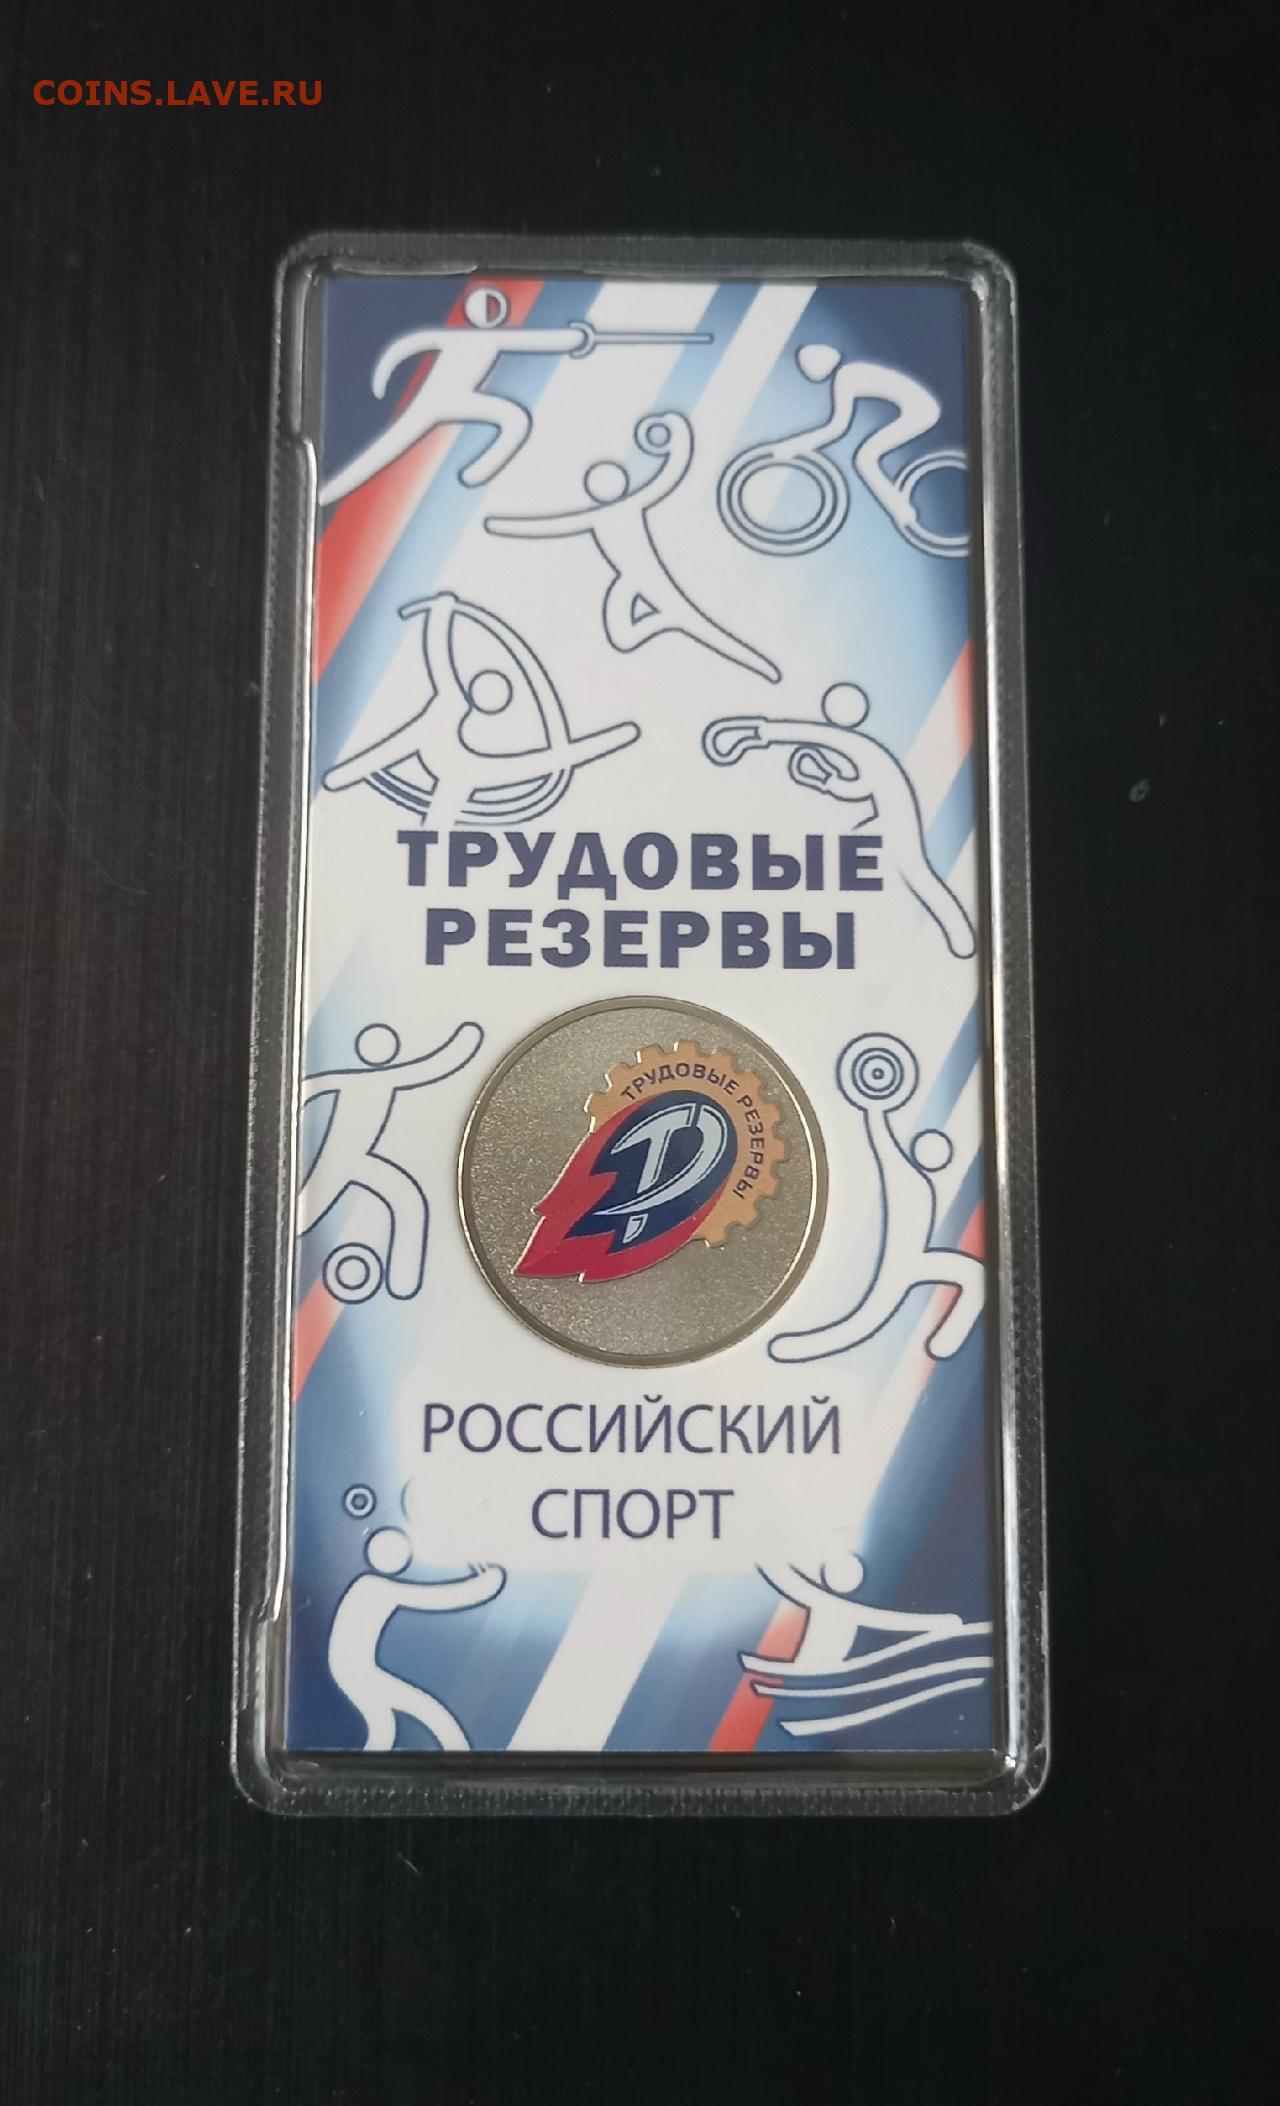 COINS.LAVE.RU
ТРУДОВЫЕ
РЕЗЕРВЫ
ТРУДОВЫЕ РЕЗЕРВЫ
РОССИЙСКИЙ
СПОРТ